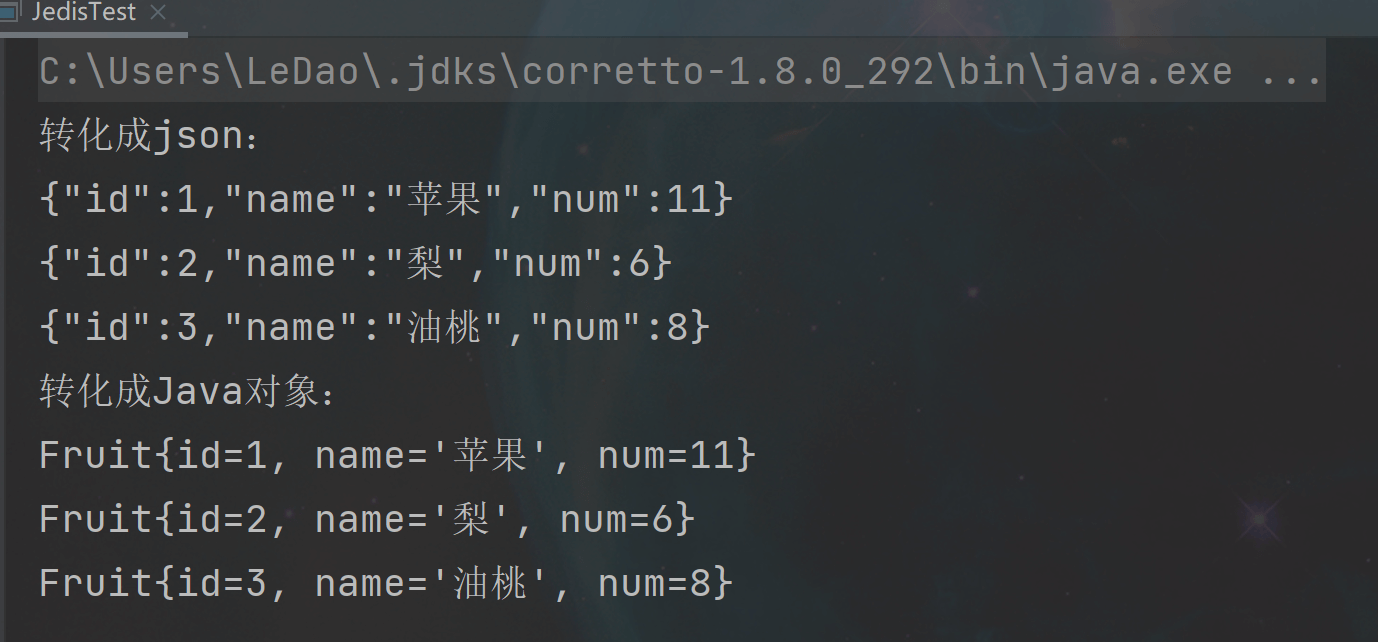 JedisTest
C:\Users\LeDao\.jdks\corretto-1.8.0_292\bin\java.exe ...
转化成json：
{"id":1,"name":"苹果","num":11}
{"id":2,"name":"梨","num":6}
{"id":3,"name":"油桃","num":8}
转化成Java对象：
Fruit{id=1, name='苹果', num=11}
Fruit{id=2, name='梨', num=6}
Fruit{id=3, name='油桃', num=8}